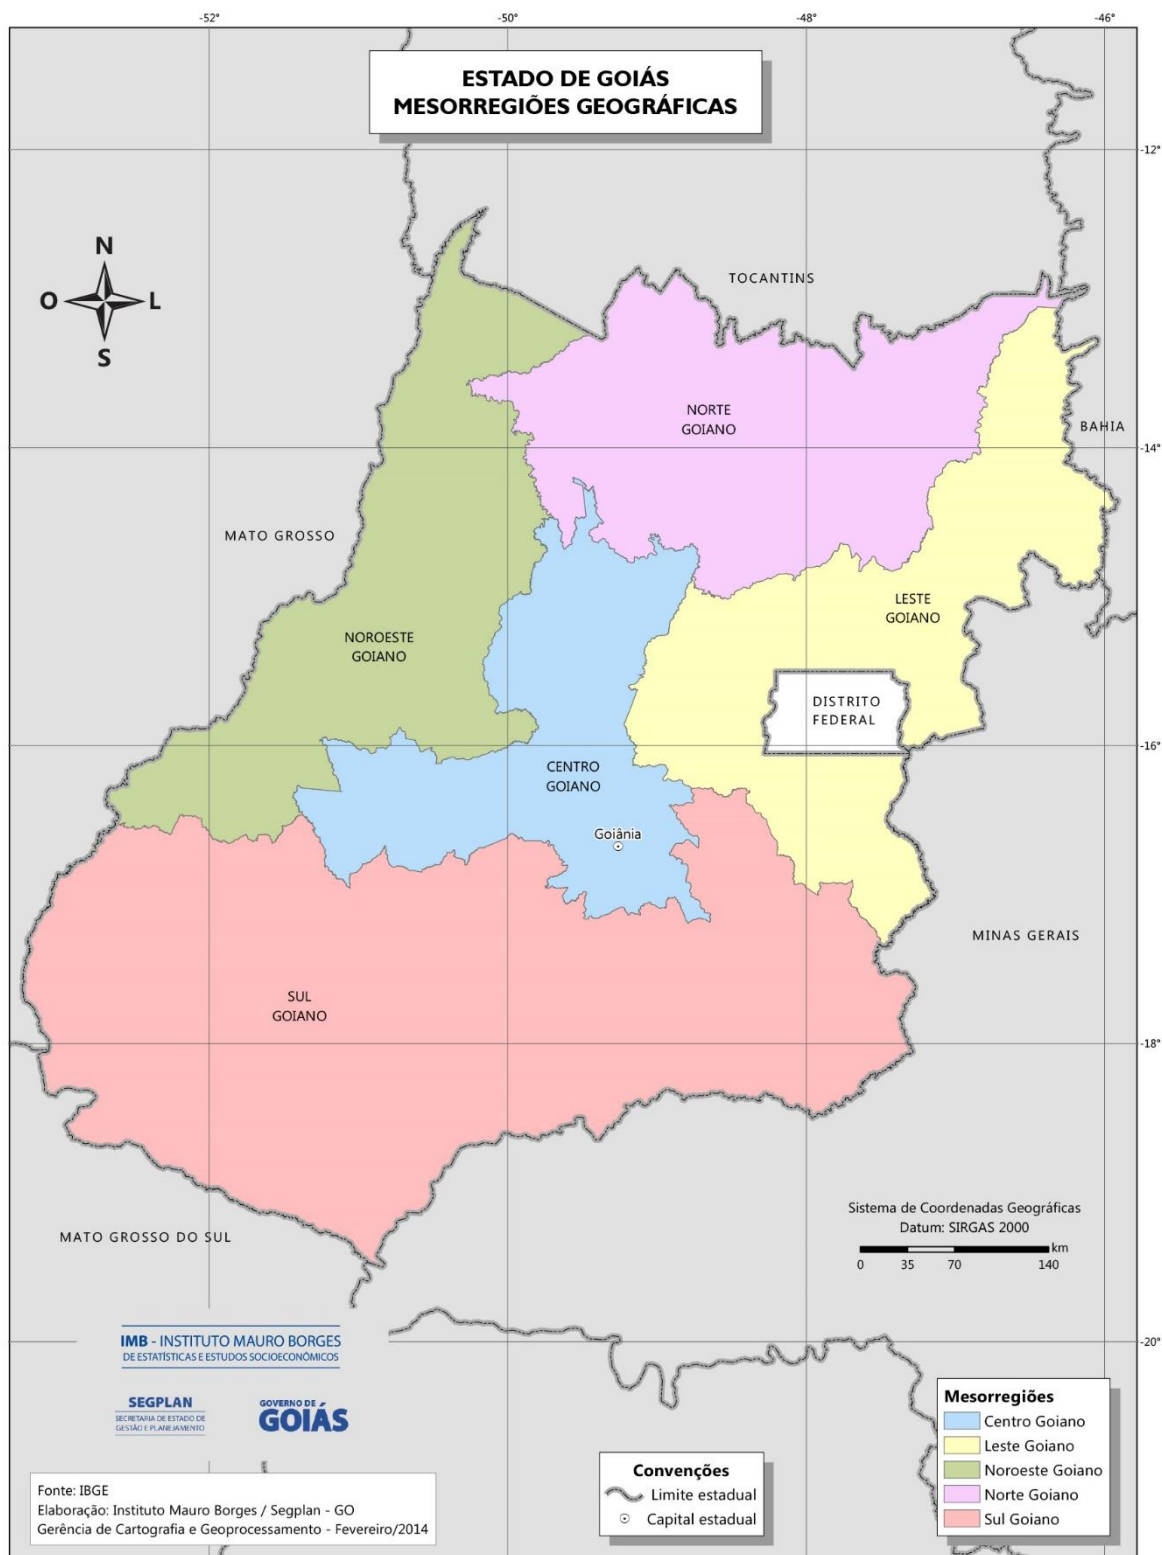 -52°
-50°
-48°
-46°
ESTADO DE GOIÁS
MESORREGIÕES GEOGRÁFICAS
-12°
N
O
L
S
TOCANTINS
NORTE
GOIANO
BAHIA
-14°
MATO GROSSO
LESTE
GOIANO
NOROESTE
GOIANO
DISTRITO
FEDERAL
-16°
CENTRO
GOIANO
Goiânia
MINAS GERAIS
SUL
GOIANO
-18°
MATO GROSSO DO SUL
Sistema de Coordenadas Geográficas
Datum: SIRGAS 2000
km
0 35 70 140
IMB - INSTITUTO MAURO BORGES
DE ESTATÍSTICAS E ESTUDOS SOCIOECONÔMICOS
-20°
SEGPLAN
SECRETARIA DE ESTADO DE
GESTÃO E PLANEJAMENTO
GOVERNO DE
GOIÁS
Mesorregiões
Centro Goiano
Leste Goiano
Noroeste Goiano
Norte Goiano
Sul Goiano
Convenções
Limite estadual
Capital estadual
Fonte: IBGE
Elaboração: Instituto Mauro Borges / Segplan - GO
Gerência de Cartografia e Geoprocessamento - Fevereiro/2014